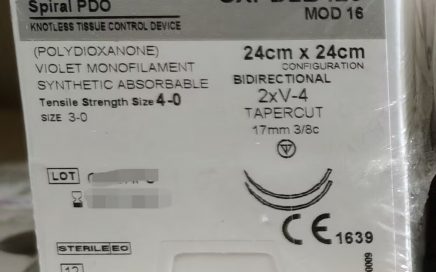 Spiral PDO
MOD 16
KNOTLESS TISSUE CONTROL DEVICE
(POLYDIOXANONE)
VIOLET MONOFILAMENT
SYNTHETIC ABSORBABLE
Tensile Strength Size 4-0
SIZE 3-0
24cm x 24cm
CONFIGURATION
BIDIRECTIONAL
2xV-4
TAPERCUT
17mm 3/8c
LOT
CE 1639
STERILE EO